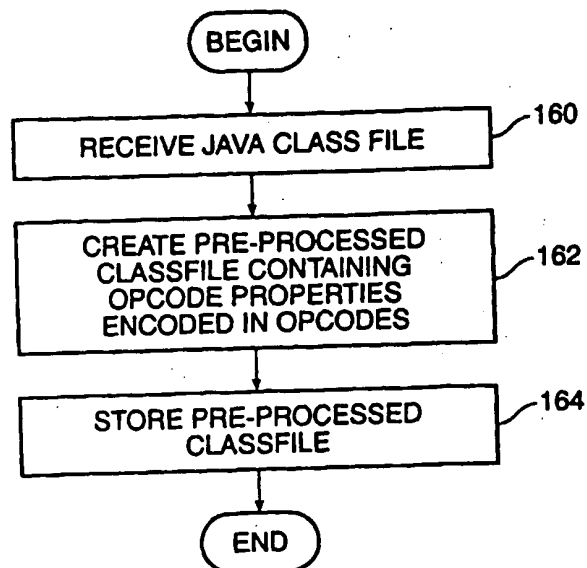 BEGIN
RECEIVE JAVA CLASS FILE
160
CREATE PRE-PROCESSED
CLASSFILE CONTAINING
OPCODE PROPERTIES
ENCODED IN OPCODES
162
STORE PRE-PROCESSED
CLASSFILE
164
END